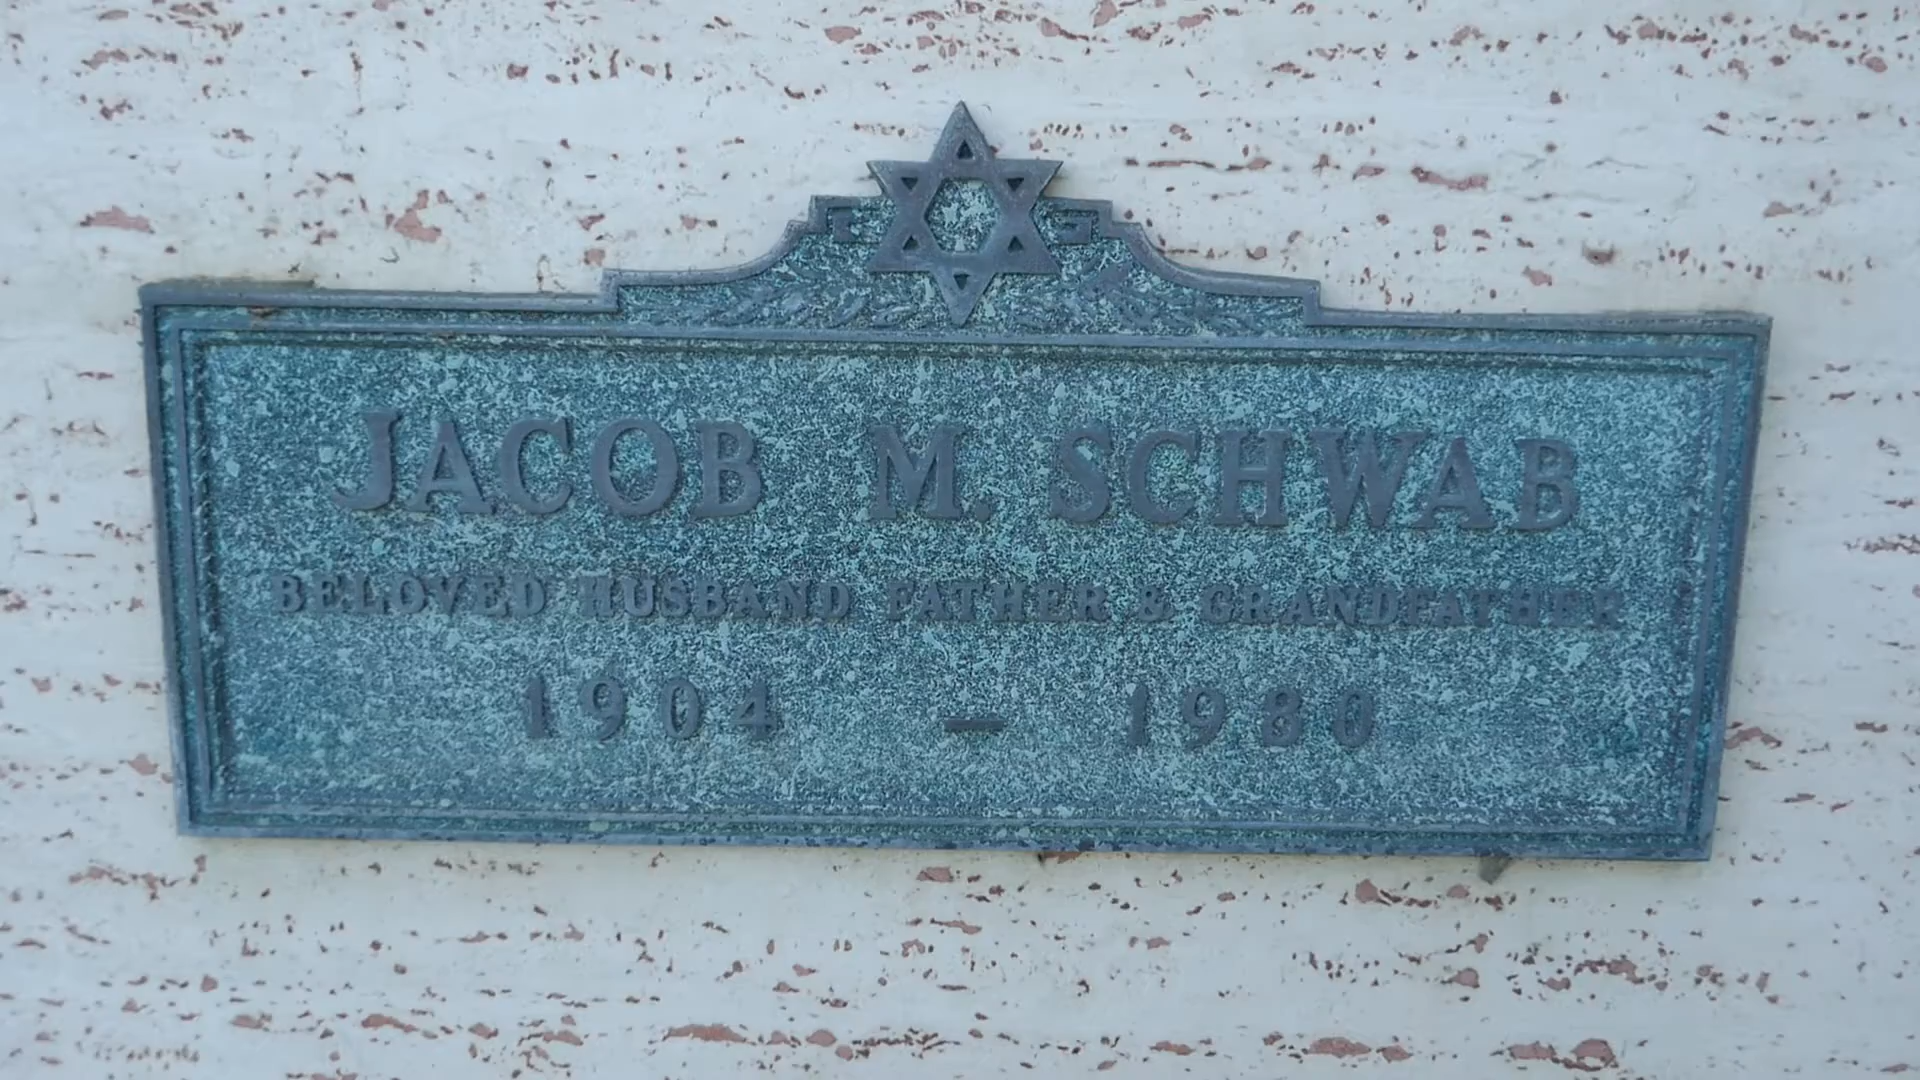 JACOB M. SCHWAB
BELOVED HUSBAND FATHER & GRANDFATHER
1904 — 1980